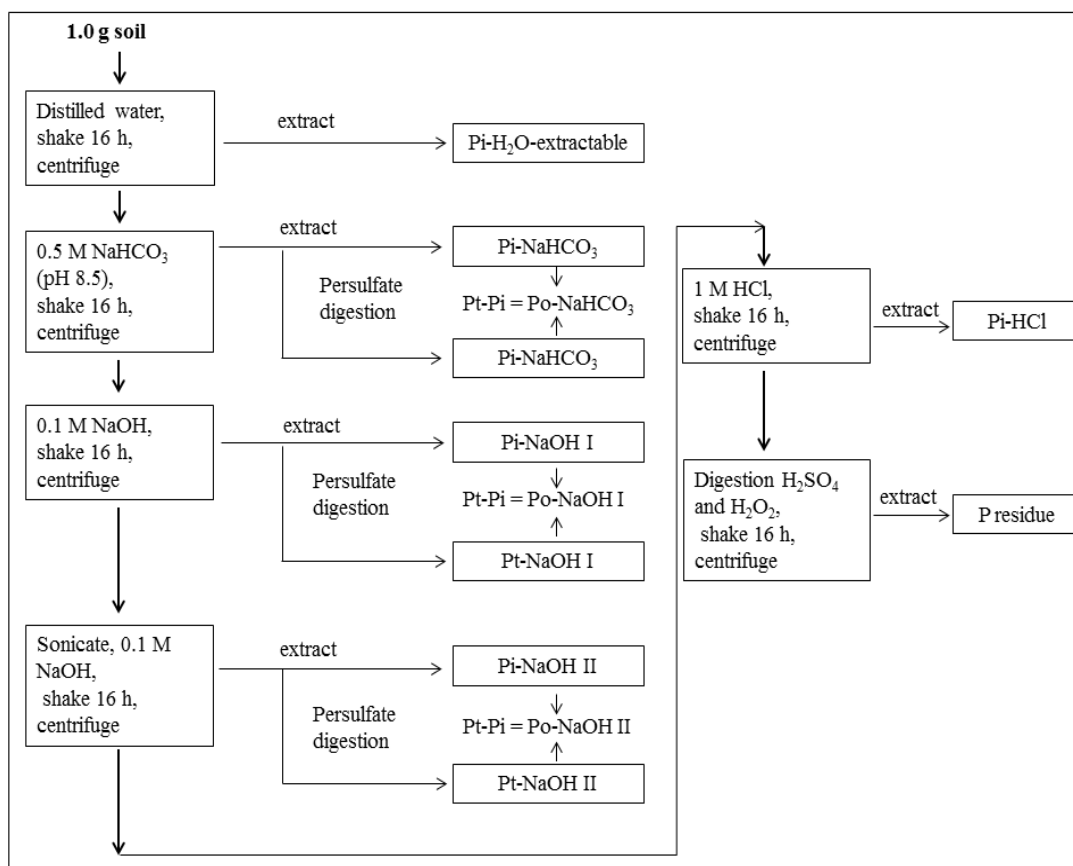 1.0 g soil
Distilled water,
shake 16 h,
centrifuge
extract
Pi-H₂O-extractable
0.5 M NaHCO₃
(pH 8.5),
shake 16 h,
centrifuge
extract
Persulfate
digestion
Pi-NaHCO₃
Pt-Pi = Po-NaHCO₃
Pi-NaHCO₃
0.1 M NaOH,
shake 16 h,
centrifuge
extract
Persulfate
digestion
Pi-NaOH I
Pt-Pi = Po-NaOH I
Pt-NaOH I
Sonicate, 0.1 M
NaOH,
shake 16 h,
centrifuge
extract
Persulfate
digestion
Pi-NaOH II
Pt-Pi = Po-NaOH II
Pt-NaOH II
1 M HCl,
shake 16 h,
centrifuge
extract
Pi-HCl
Digestion H₂SO₄
and H₂O₂,
shake 16 h,
centrifuge
extract
P residue